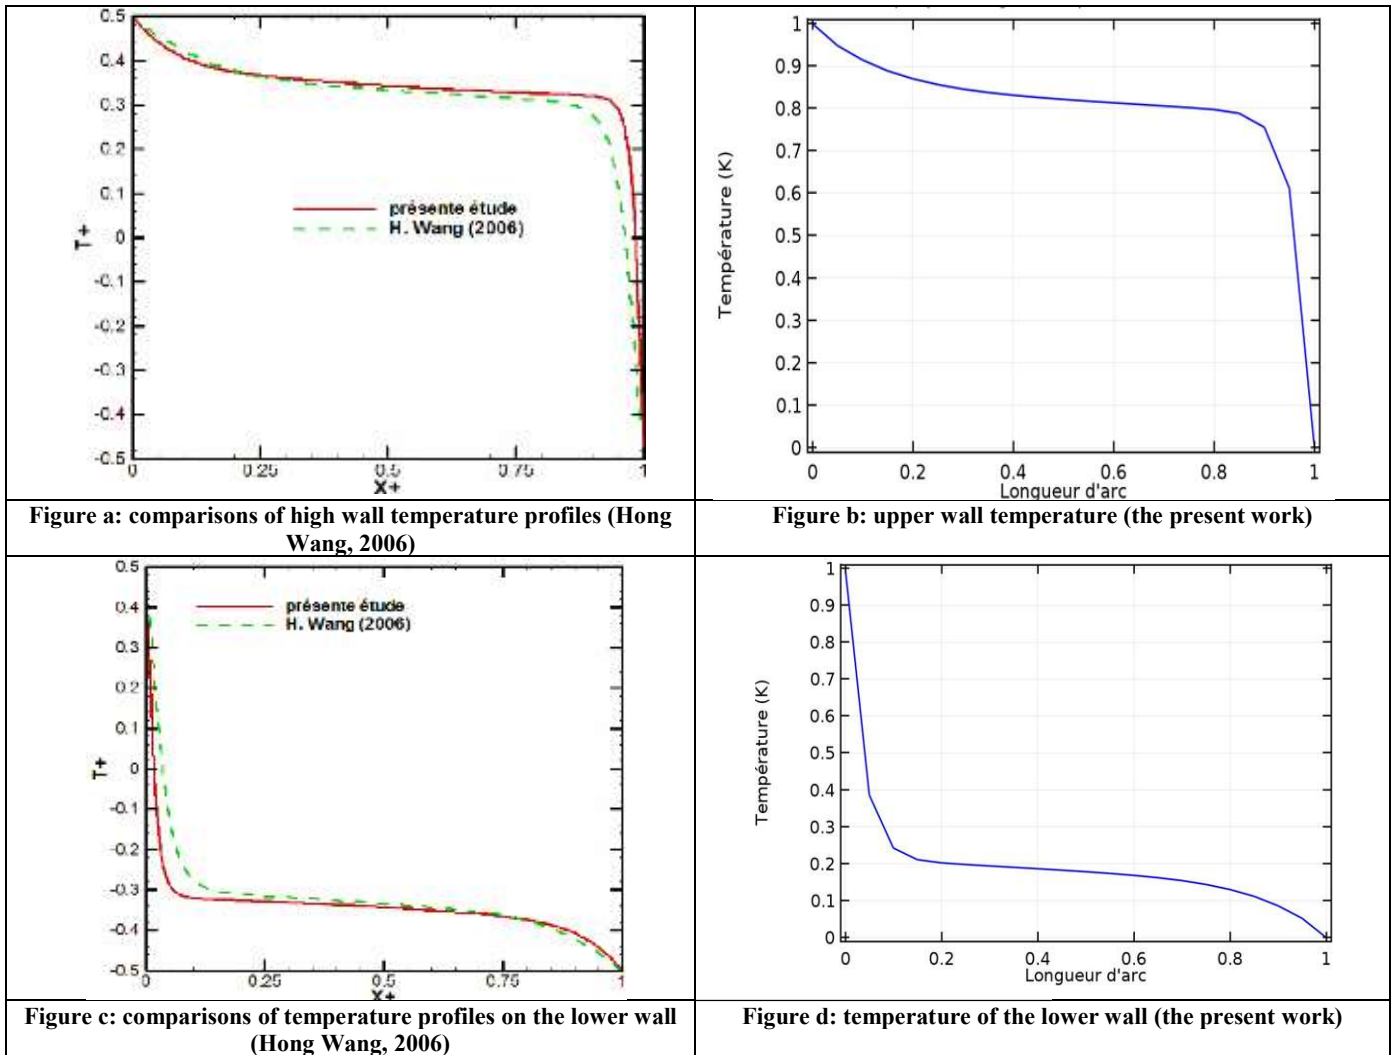 0.5
0.4
0.3
0.2
0.1
0
-0.1
-0.2
-0.3
-0.4
-0.5
T+
présente étude
H. Wang (2006)
0 0.25 0.5 0.75 1
X+
1
0.9
0.8
0.7
0.6
0.5
0.4
0.3
0.2
0.1
0
Température (K)
0 0.2 0.4 0.6 0.8 1
Longueur d'arc
Figure a: comparisons of high wall temperature profiles (Hong
Wang, 2006)
Figure b: upper wall temperature (the present work)
0.5
0.4
0.3
0.2
0.1
0
-0.1
-0.2
-0.3
-0.4
-0.5
T+
présente étude
H. Wang (2006)
0 0.25 0.5 0.75 1
X+
1
0.9
0.8
0.7
0.6
0.5
0.4
0.3
0.2
0.1
0
Température (K)
0 0.2 0.4 0.6 0.8 1
Longueur d'arc
Figure c: comparisons of temperature profiles on the lower wall
(Hong Wang, 2006)
Figure d: temperature of the lower wall (the present work)